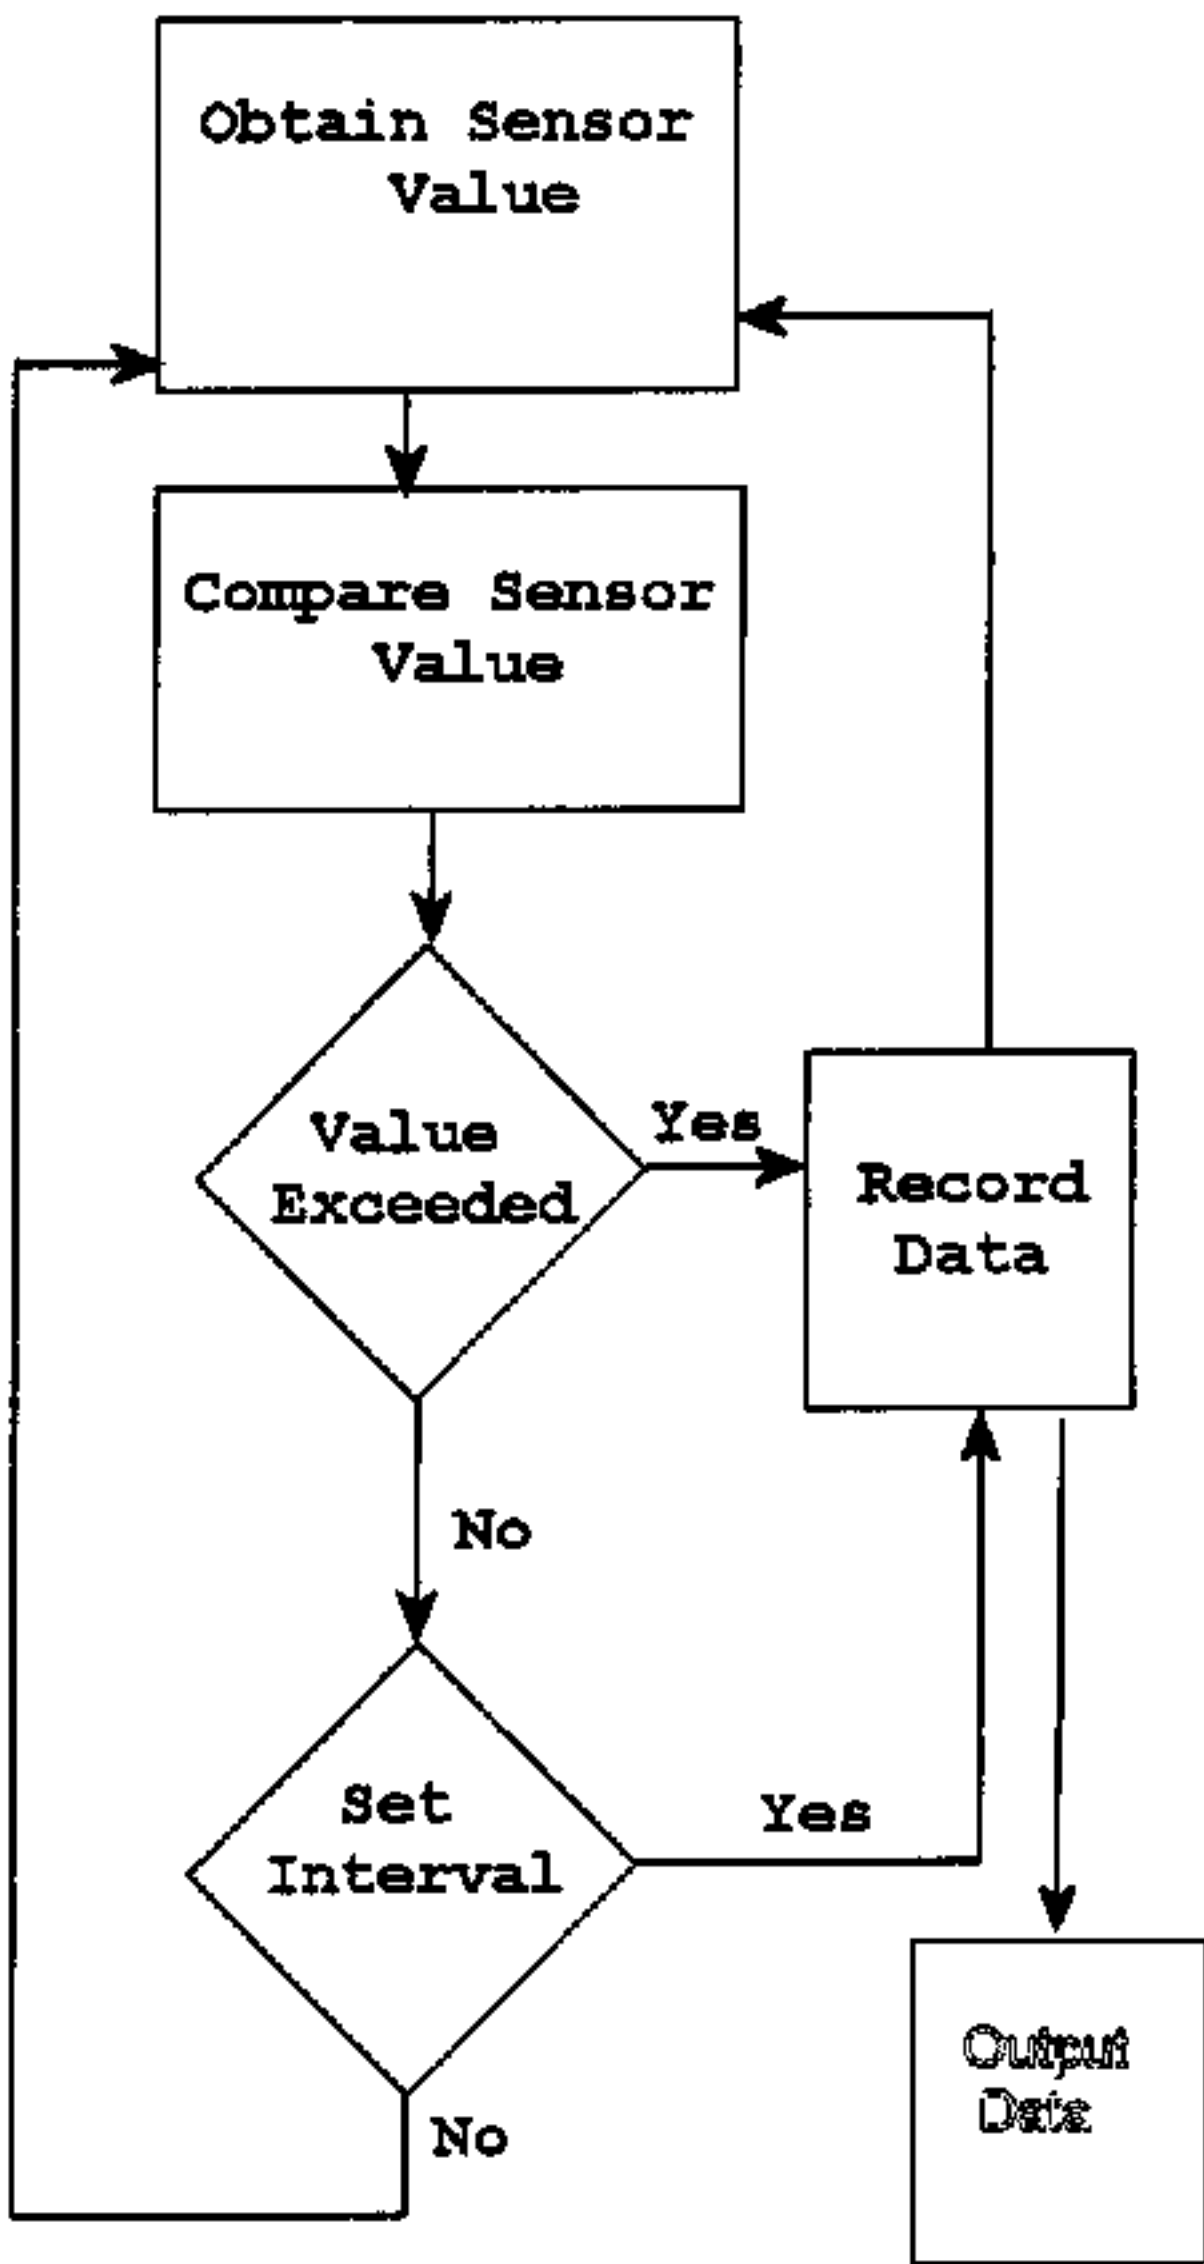 Obtain Sensor
Value
Compare Sensor
Value
Value
Exceeded
Yes
Record
Data
No
Set
Interval
Yes
No
Output
Data